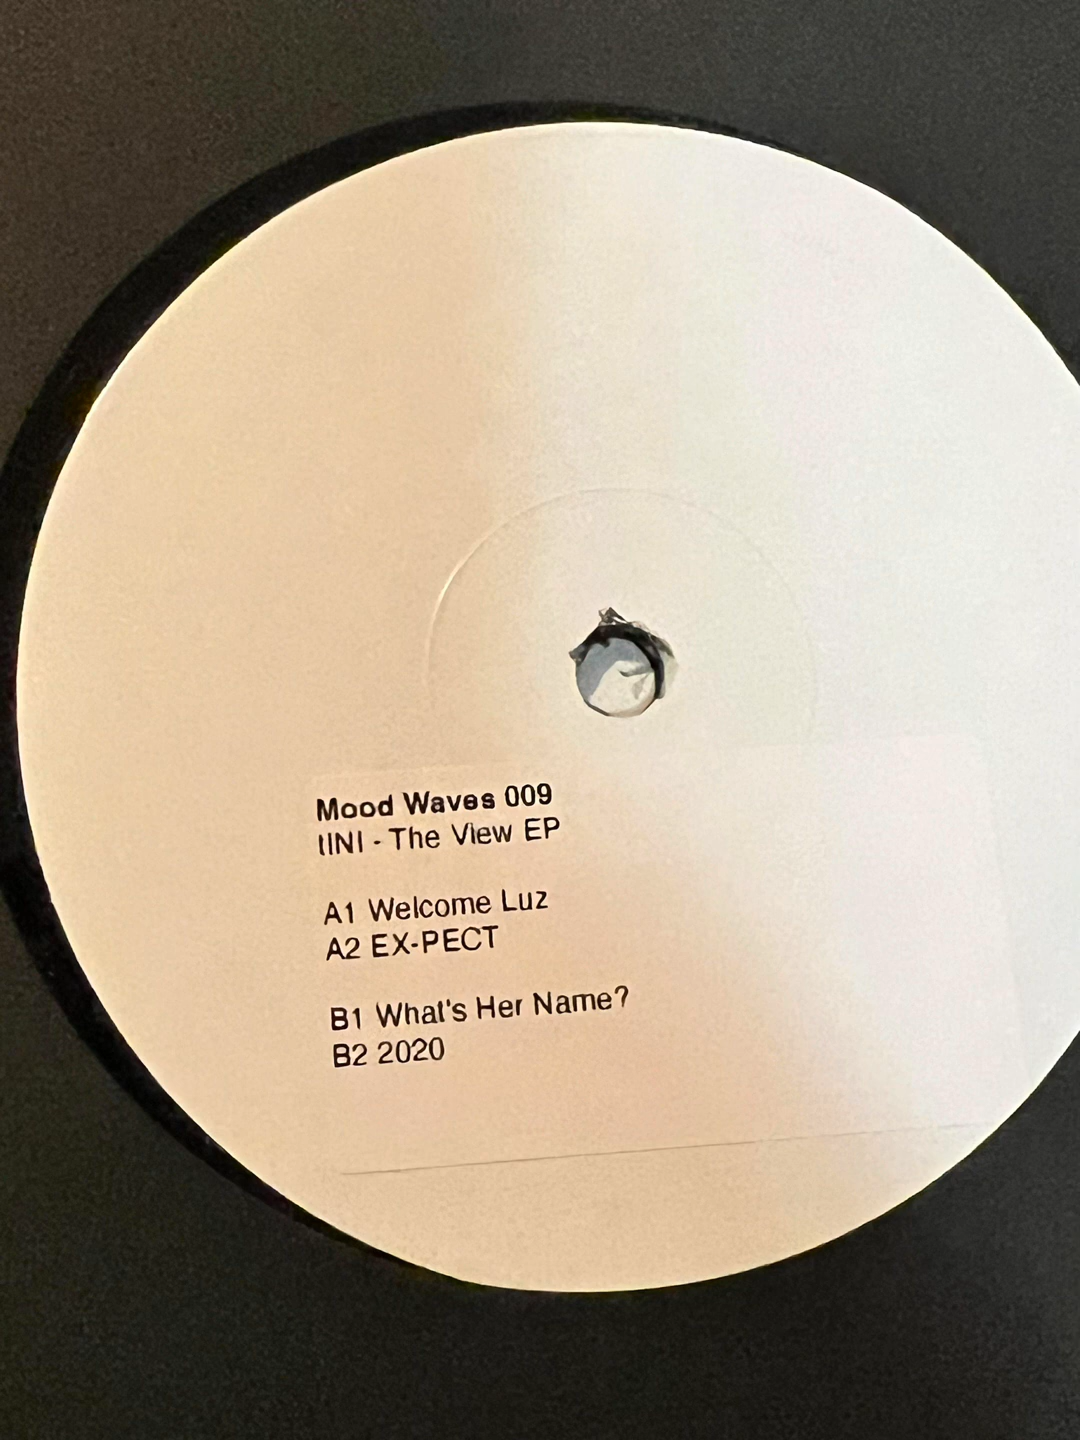 Mood Waves 009
IINI - The View EP
A1 Welcome Luz
A2 EX-PECT
B1 What's Her Name?
B2 2020